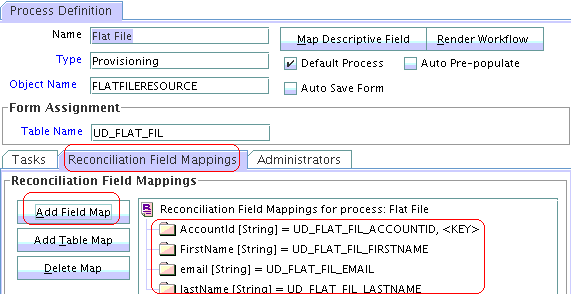 Process Definition
Name Flat File Map Descriptive Field Render Workflow
Type Provisioning Default Process Auto Pre-populate
Object Name FLATFILERESOURCE Auto Save Form
Form Assignment
Table Name UD_FLAT_FIL
Tasks Reconciliation Field Mappings Administrators
Reconciliation Field Mappings
Add Field Map Reconciliation Field Mappings for process: Flat File
AccountId [String] = UD_FLAT_FIL_ACCOUNTID, <KEY>
Add Table Map FirstName [String] = UD_FLAT_FIL_FIRSTNAME
Delete Map email [String] = UD_FLAT_FIL_EMAIL
lastName [String] = UD_FLAT_FIL_LASTNAME